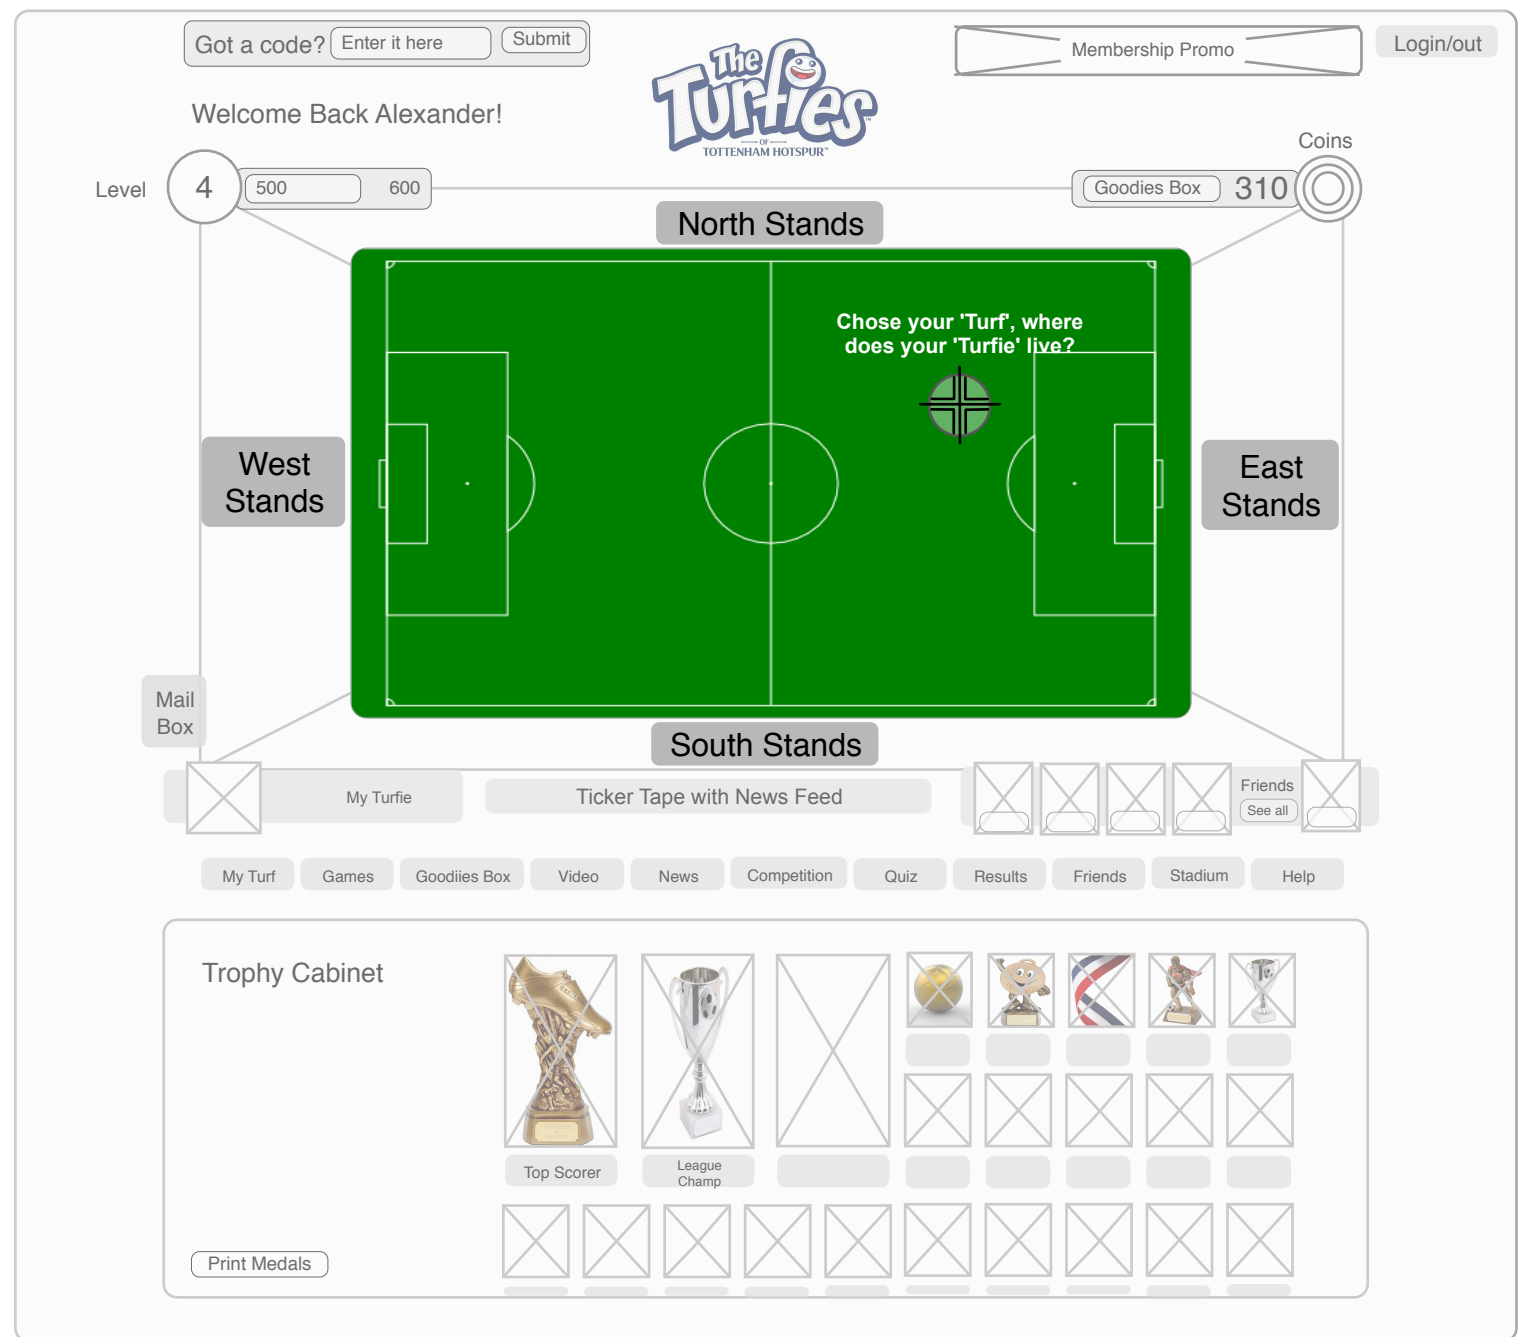 Got a code?
Enter it here
Submit
The
Turfies
OF
TOTTENHAM HOTSPUR™
Membership Promo
Login/out
Welcome Back Alexander!
Coins
Level
4
500
600
Goodies Box
310
North Stands
Chose your 'Turf', where
does your 'Turfie' live?
West
Stands
East
Stands
Mail
Box
South Stands
My Turfie
Ticker Tape with News Feed
Friends
See all
My Turf
Games
Goodiies Box
Video
News
Competition
Quiz
Results
Friends
Stadium
Help
Trophy Cabinet
Top Scorer
League
Champ
Print Medals